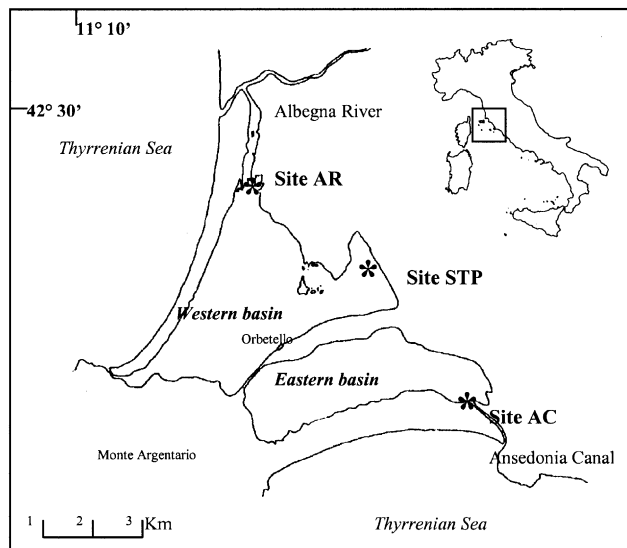 11° 10’
42° 30’
Albegna River
Thyrrenian Sea
Site AR
Site STP
Western basin
Orbetello
Eastern basin
Site AC
Monte Argentario
Ansedonia Canal
1 2 3 Km
Thyrrenian Sea